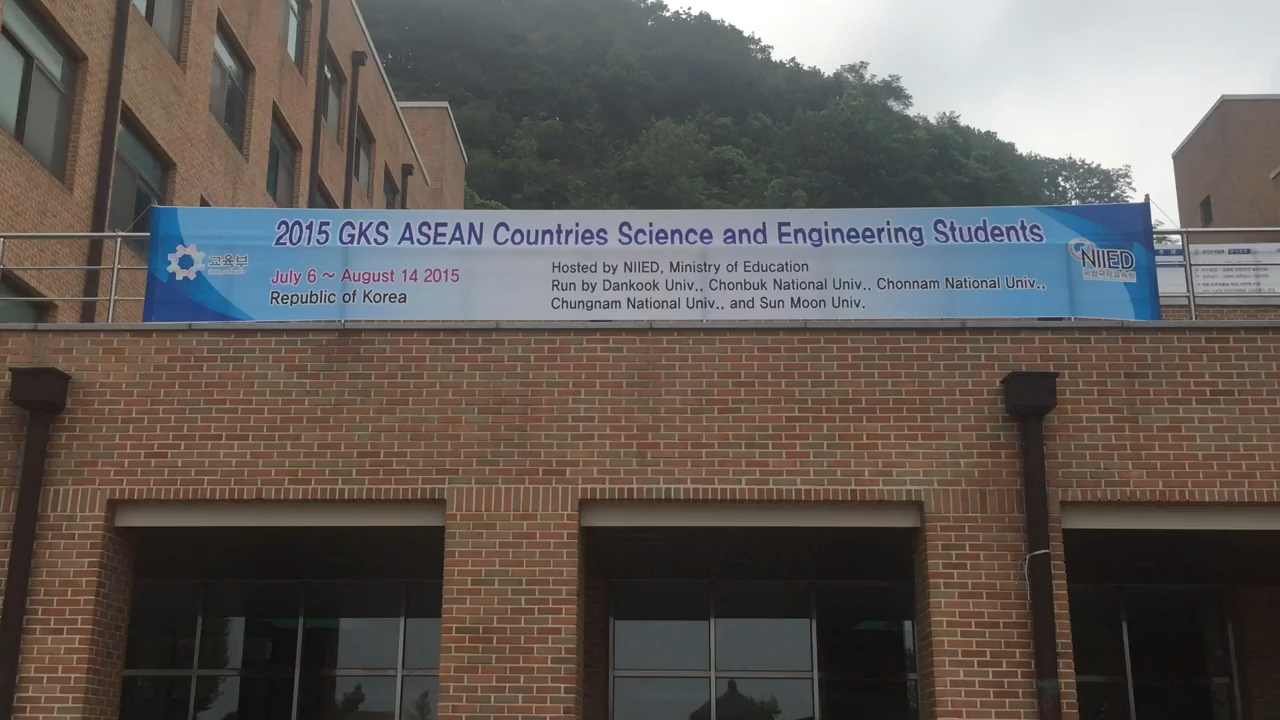 2015 GKS ASEAN Countries Science and Engineering Students
교육부
July 6 ~ August 14 2015
Republic of Korea
Hosted by NIIED, Ministry of Education
Run by Dankook Univ., Chonbuk National Univ., Chonnam National Univ.,
Chungnam National Univ., and Sun Moon Univ.
NIIED
국립국제교육원